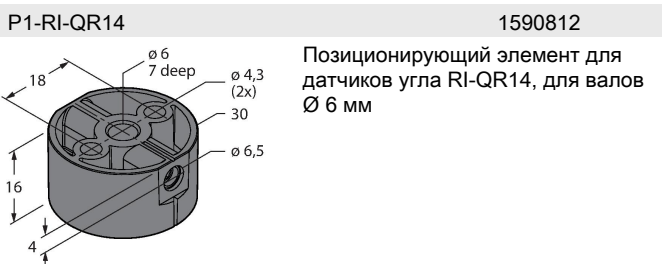 P1-RI-QR14 1590812
Позиционирующий элемент для
датчиков угла RI-QR14, для валов
Ø 6 мм
ø 6
7 deep
18
ø 4,3
(2x)
30
ø 6,5
16
4